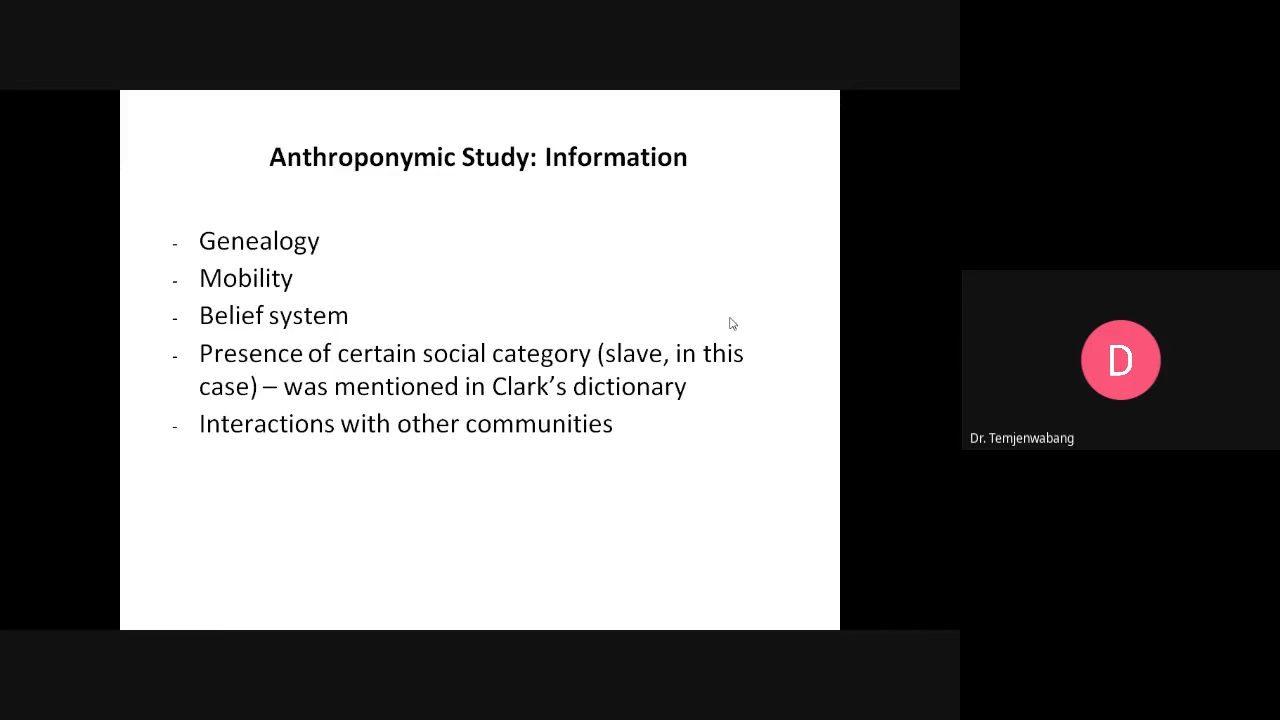 Anthroponymic Study: Information
- Genealogy
- Mobility
- Belief system
- Presence of certain social category (slave, in this
case) – was mentioned in Clark’s dictionary
- Interactions with other communities
D
Dr. Temjenwabang